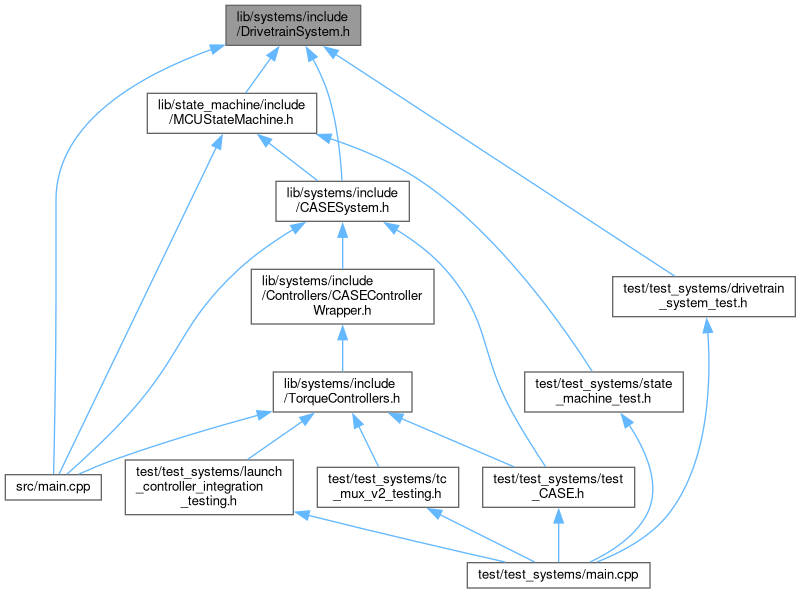 lib/systems/include
/DrivetrainSystem.h
lib/state_machine/include
/MCUStateMachine.h
lib/systems/include
/CASESystem.h
lib/systems/include
/Controllers/CASEController
Wrapper.h
test/test_systems/drivetrain
_system_test.h
lib/systems/include
/TorqueControllers.h
test/test_systems/state
_machine_test.h
src/main.cpp
test/test_systems/launch
_controller_integration
_testing.h
test/test_systems/tc
_mux_v2_testing.h
test/test_systems/test
_CASE.h
test/test_systems/main.cpp